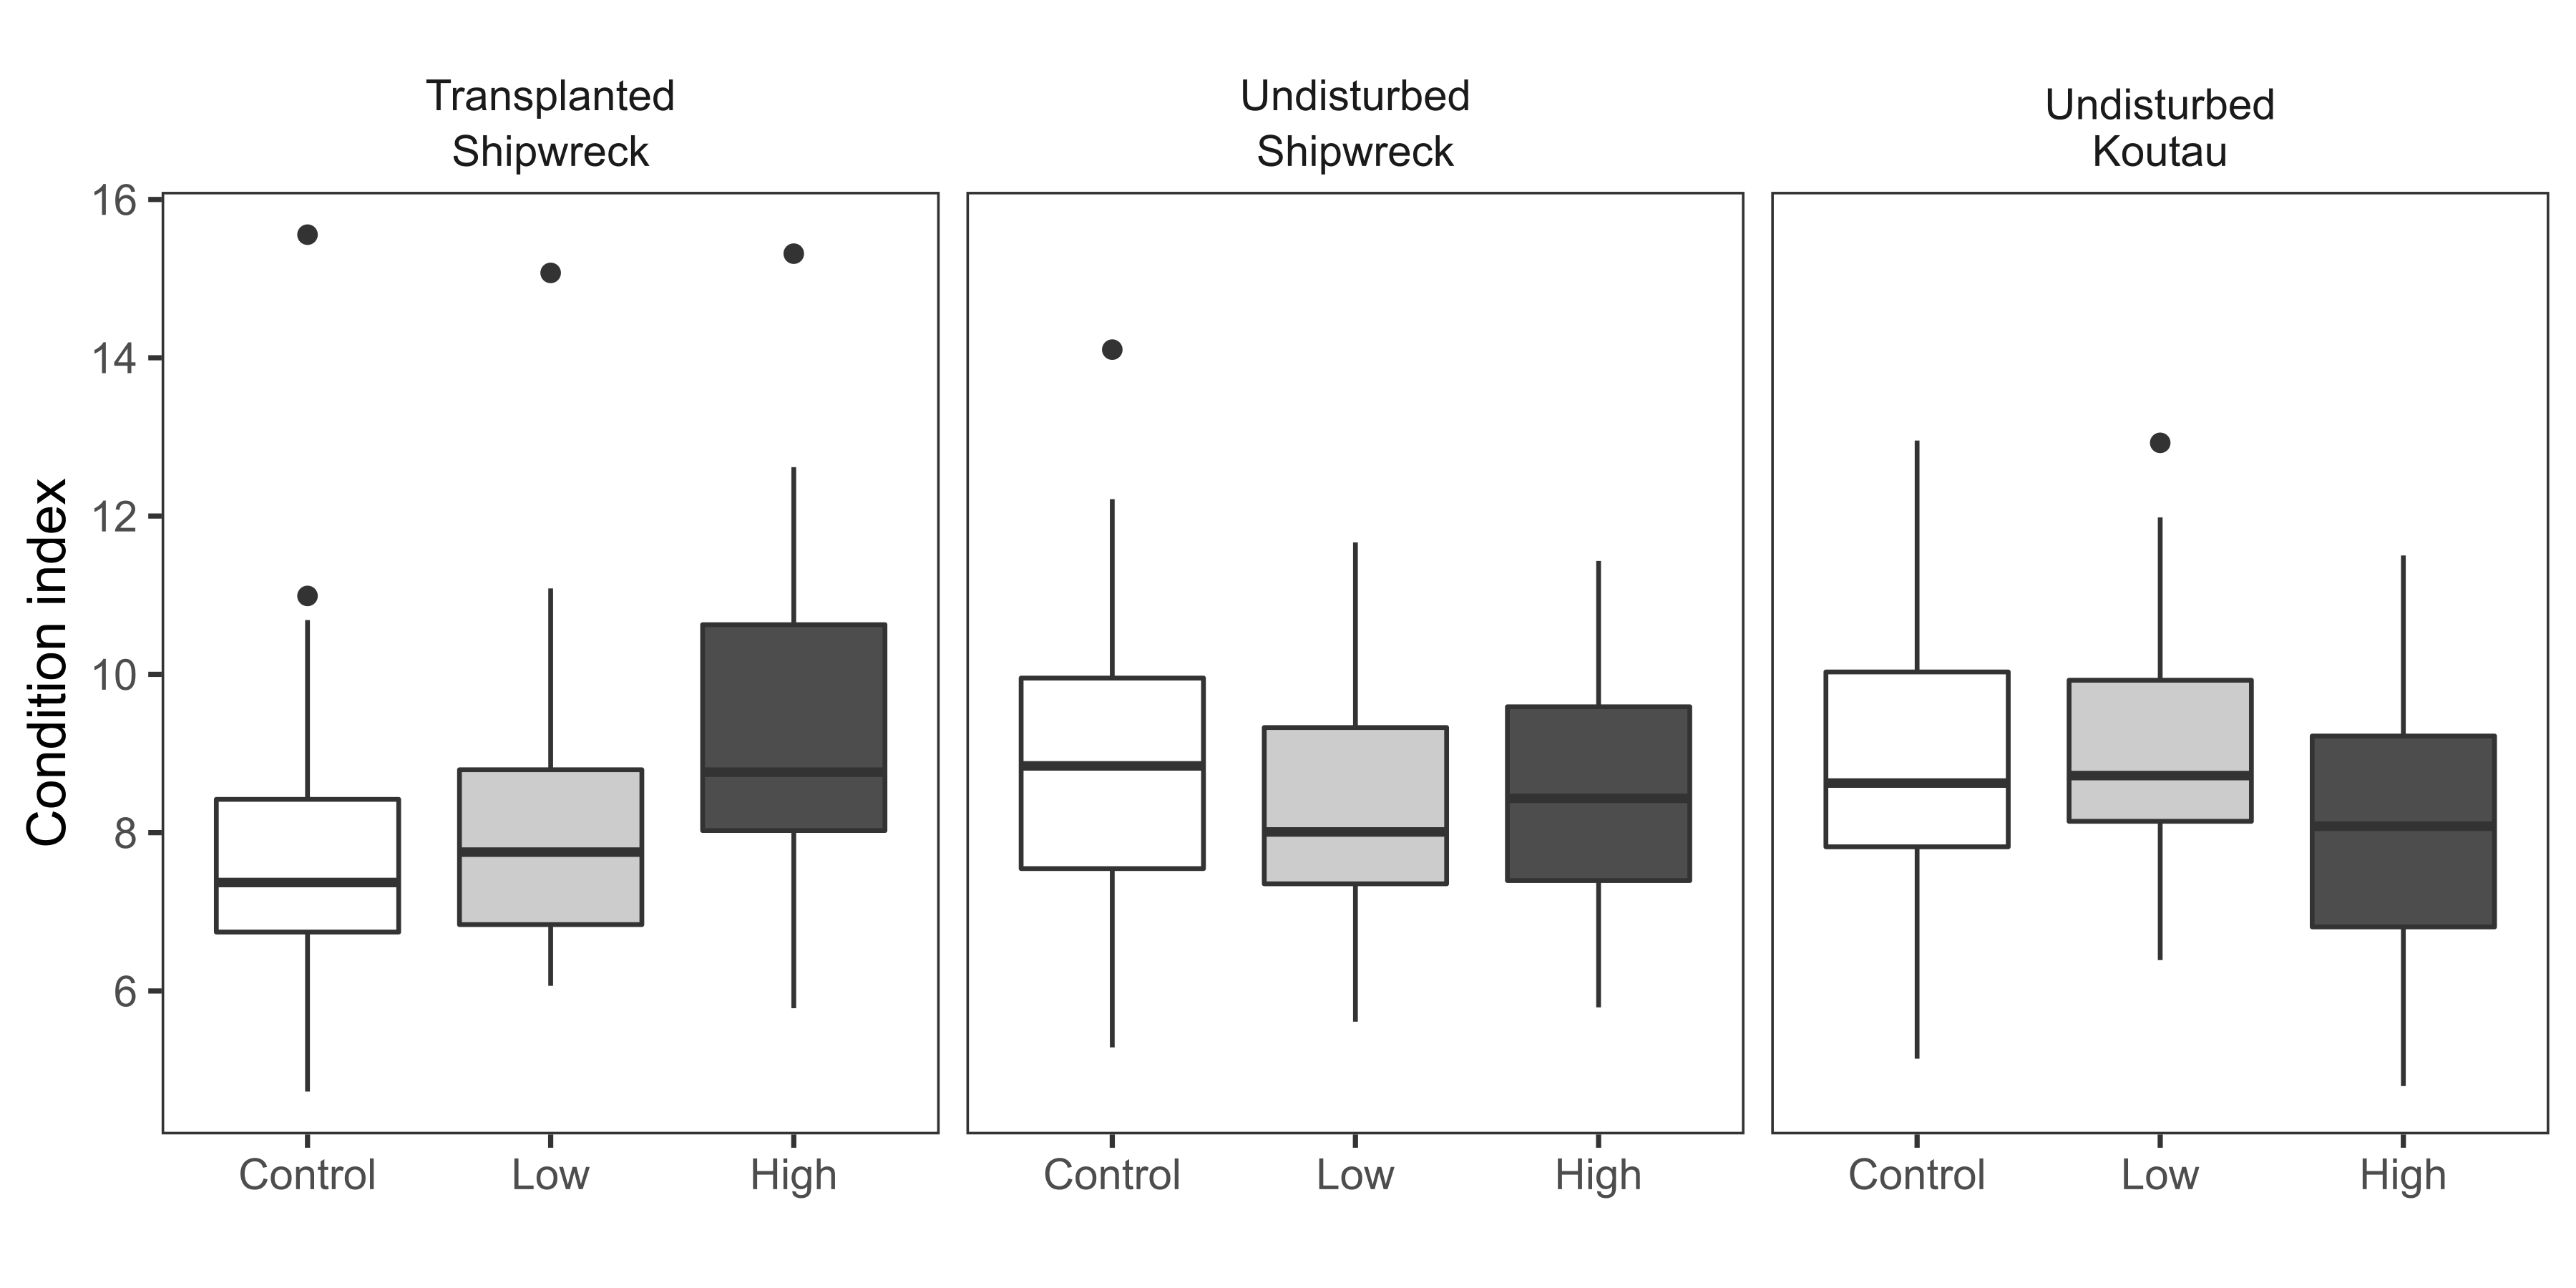 Transplanted
Shipwreck
Undisturbed
Shipwreck
Undisturbed
Koutau
Condition index
16
14
12
10
8
6
Control Low High
Control Low High
Control Low High